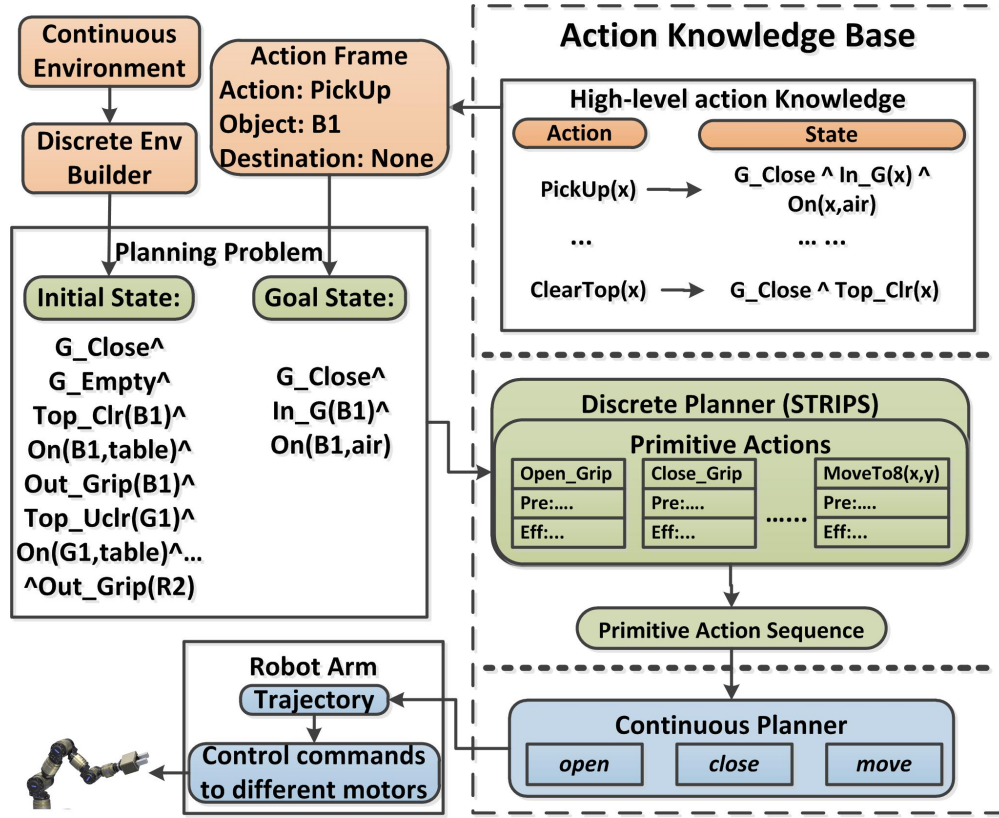 Continuous
Environment
Discrete Env
Builder
Action Frame
Action: PickUp
Object: B1
Destination: None
Action Knowledge Base
High-level action Knowledge
Action
State
PickUp(x)
G_Close ^ In_G(x) ^
On(x,air)
...
... ...
ClearTop(x)
G_Close ^ Top_Clr(x)
Planning Problem
Initial State:
G_Close^
G_Empty^
Top_Clr(B1)^
On(B1,table)^
Out_Grip(B1)^
Top_Uclr(G1)^
On(G1,table)^...
^Out_Grip(R2)
Goal State:
G_Close^
In_G(B1)^
On(B1,air)
Discrete Planner (STRIPS)
Primitive Actions
Open_Grip
Pre:....
Eff:...
Close_Grip
Pre:....
Eff:...
......
MoveTo8(x,y)
Pre:....
Eff:...
Primitive Action Sequence
Continuous Planner
open
close
move
Robot Arm
Trajectory
Control commands
to different motors